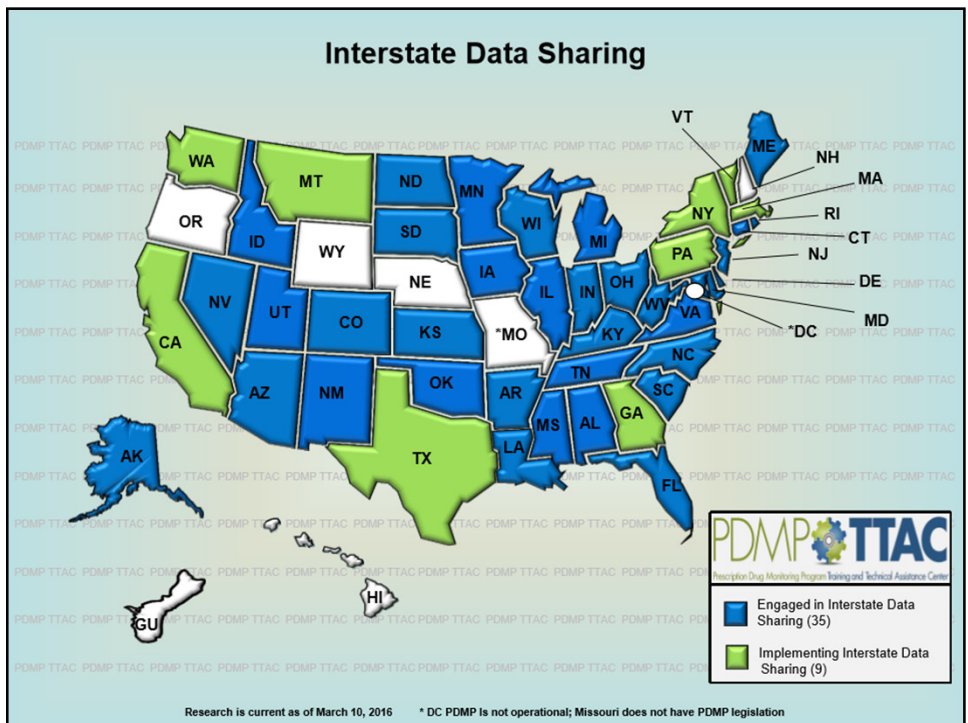 Interstate Data Sharing
VT
ME
NH
WA
MA
MT
ND
MN
RI
NY
OR
WI
SD
CT
ID
MI
NJ
WY
PA
IA
DE
NE
OH
IL
IN
NV
WV
MD
UT
VA
CO
*DC
KS
*MO
KY
CA
NC
TN
OK
AZ
NM
AR
SC
GA
MS
AL
LA
TX
AK
FL
PDMP TTAC
Prescription Drug Monitoring Program Training and Technical Assistance Center
HI
GU
Engaged in Interstate Data
Sharing (35)
Implementing Interstate Data
Sharing (9)
Research is current as of March 10, 2016 * DC PDMP Is not operational; Missouri does not have PDMP legislation